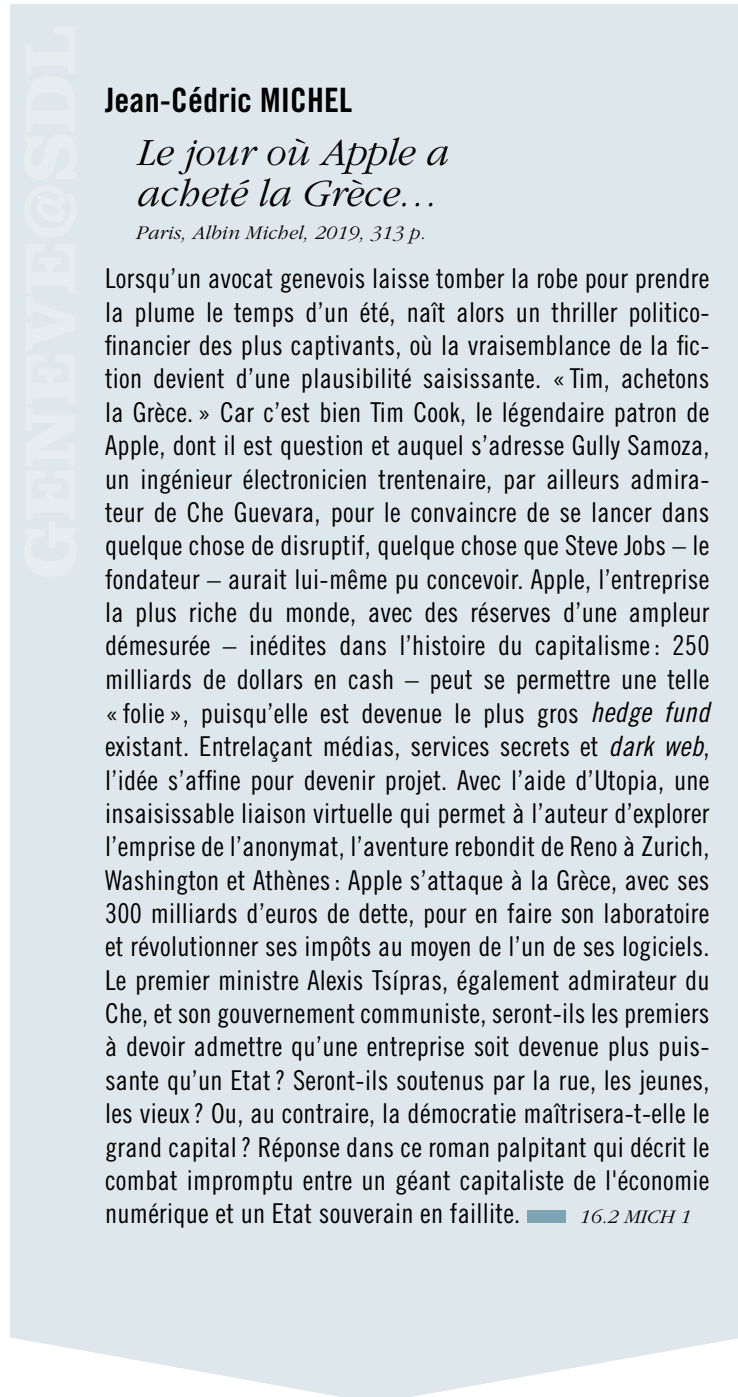 GENEVE@SDL
Jean-Cédric MICHEL
Le jour où Apple a
acheté la Grèce…
Paris, Albin Michel, 2019, 313 p.
Lorsqu’un avocat genevois laisse tomber la robe pour prendre
la plume le temps d’un été, naît alors un thriller politico-
financier des plus captivants, où la vraisemblance de la fic-
tion devient d’une plausibilité saisissante. « Tim, achetons
la Grèce. » Car c’est bien Tim Cook, le légendaire patron de
Apple, dont il est question et auquel s’adresse Gully Samoza,
un ingénieur électronicien trentenaire, par ailleurs admira-
teur de Che Guevara, pour le convaincre de se lancer dans
quelque chose de disruptif, quelque chose que Steve Jobs – le
fondateur – aurait lui-même pu concevoir. Apple, l’entreprise
la plus riche du monde, avec des réserves d’une ampleur
démesurée – inédites dans l’histoire du capitalisme : 250
milliards de dollars en cash – peut se permettre une telle
« folie », puisqu’elle est devenue le plus gros hedge fund
existant. Entrelaçant médias, services secrets et dark web,
l’idée s’affine pour devenir projet. Avec l’aide d’Utopia, une
insaisissable liaison virtuelle qui permet à l’auteur d’explorer
l’emprise de l’anonymat, l’aventure rebondit de Reno à Zurich,
Washington et Athènes : Apple s’attaque à la Grèce, avec ses
300 milliards d’euros de dette, pour en faire son laboratoire
et révolutionner ses impôts au moyen de l’un de ses logiciels.
Le premier ministre Alexis Tsípras, également admirateur du
Che, et son gouvernement communiste, seront-ils les premiers
à devoir admettre qu’une entreprise soit devenue plus puis-
sante qu’un Etat ? Seront-ils soutenus par la rue, les jeunes,
les vieux ? Ou, au contraire, la démocratie maîtrisera-t-elle le
grand capital ? Réponse dans ce roman palpitant qui décrit le
combat impromptu entre un géant capitaliste de l'économie
numérique et un Etat souverain en faillite. 16.2 MICH 1